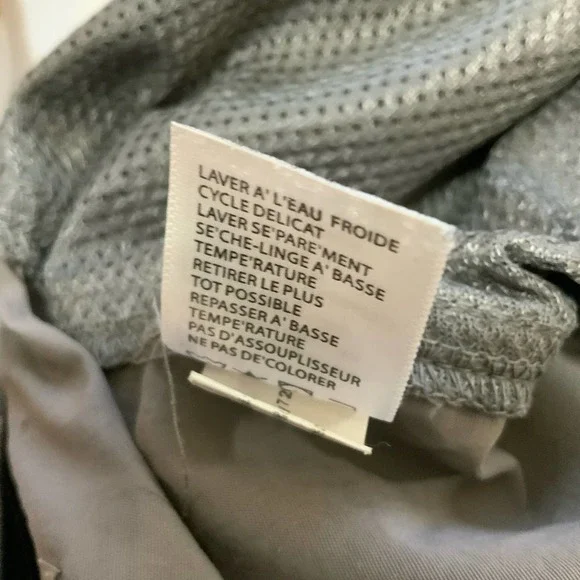 LAVER A' L'EAU FROIDE
CYCLE DELICAT
LAVER SE'PARE'MENT
SE'CHE-LINGE A' BASSE
TEMPE'RATURE
RETIRER LE PLUS
TOT POSSIBLE
REPASSER A' BASSE
TEMPE'RATURE
PAS D'ASSOUPLISSEUR
NE PAS DE'COLORER